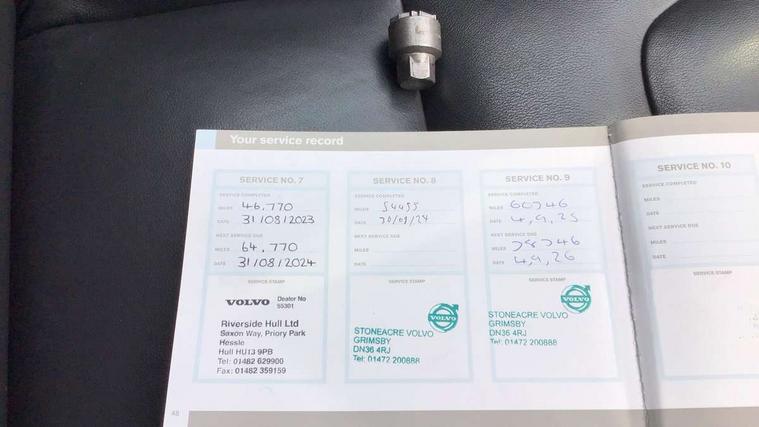 Your service record
SERVICE NO. 7
SERVICE COMPLETED
MILES 46,770
DATE 31/08/2023
NEXT SERVICE DUE
MILES 64,770
DATE 31/08/2024
SERVICE STAMP
VOLVO Dealer No
55301
Riverside Hull Ltd
Saxon Way, Priory Park
Hessle
Hull HU13 9PB
Tel: 01482 629900
Fax: 01482 359159
SERVICE NO. 8
SERVICE COMPLETED
MILES 54455
DATE
NEXT SERVICE DUE
MILES
DATE
SERVICE STAMP
VOLVO
STONEACRE VOLVO
GRIMSBY
DN36 4RJ
Tel: 01472 200888
SERVICE NO. 9
SERVICE COMPLETED
MILES 60746
DATE 4,9,25
NEXT SERVICE DUE
MILES 78746
DATE 4,9,26
SERVICE STAMP
VOLVO
STONEACRE VOLVO
GRIMSBY
DN36 4RJ
Tel: 01472 200888
SERVICE NO. 10
SERVICE COMPLETED
MILES
DATE
NEXT SERVICE DUE
MILES
DATE
SERVICE STAMP
48